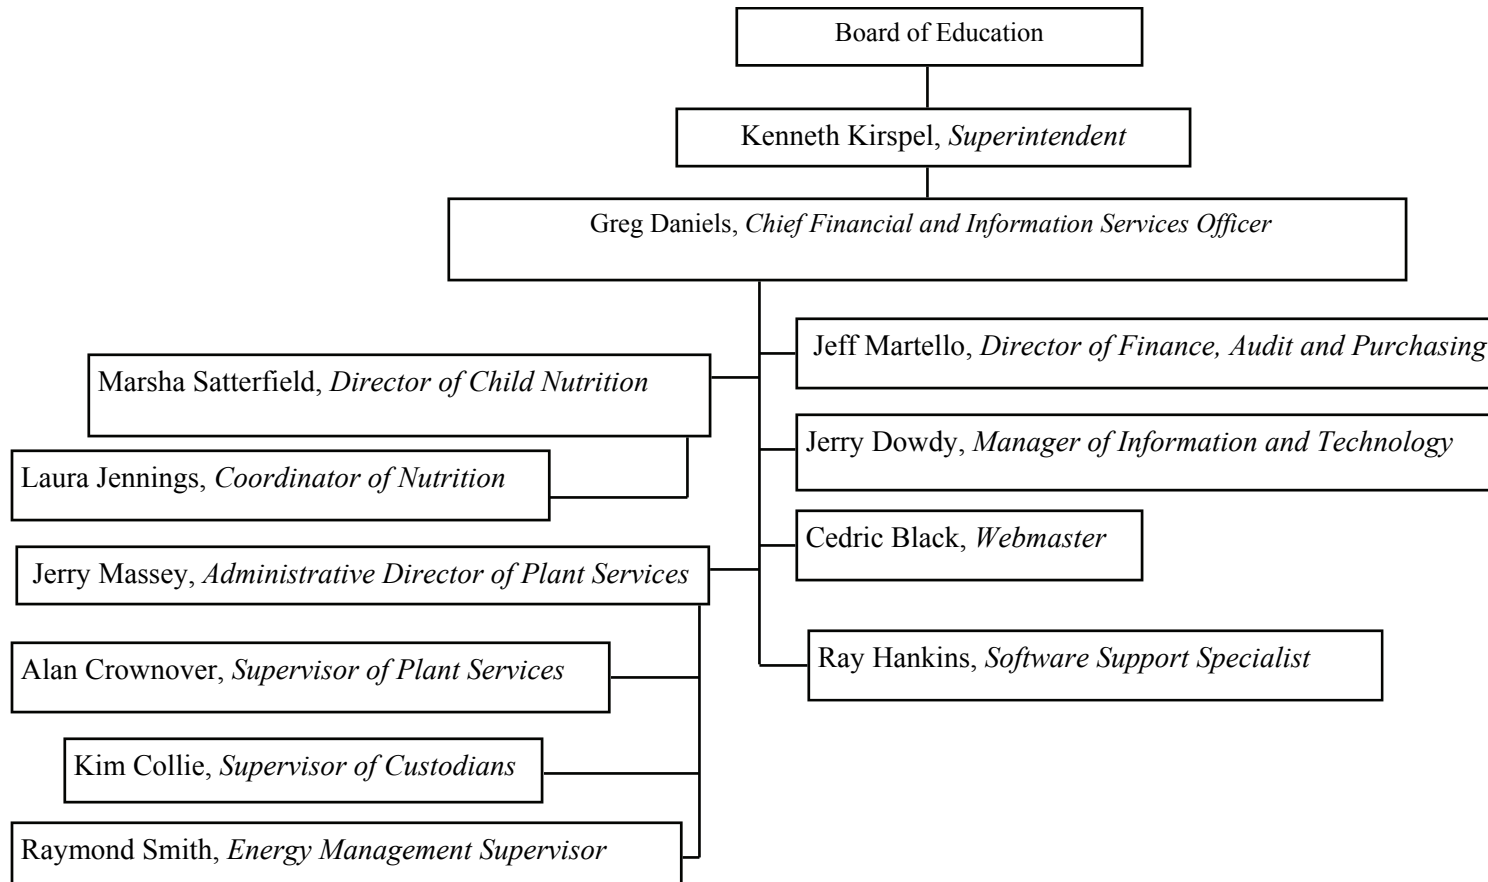 Board of Education
Kenneth Kirspel, Superintendent
Greg Daniels, Chief Financial and Information Services Officer
Jeff Martello, Director of Finance, Audit and Purchasing
Marsha Satterfield, Director of Child Nutrition
Jerry Dowdy, Manager of Information and Technology
Laura Jennings, Coordinator of Nutrition
Cedric Black, Webmaster
Jerry Massey, Administrative Director of Plant Services
Ray Hankins, Software Support Specialist
Alan Crownover, Supervisor of Plant Services
Kim Collie, Supervisor of Custodians
Raymond Smith, Energy Management Supervisor